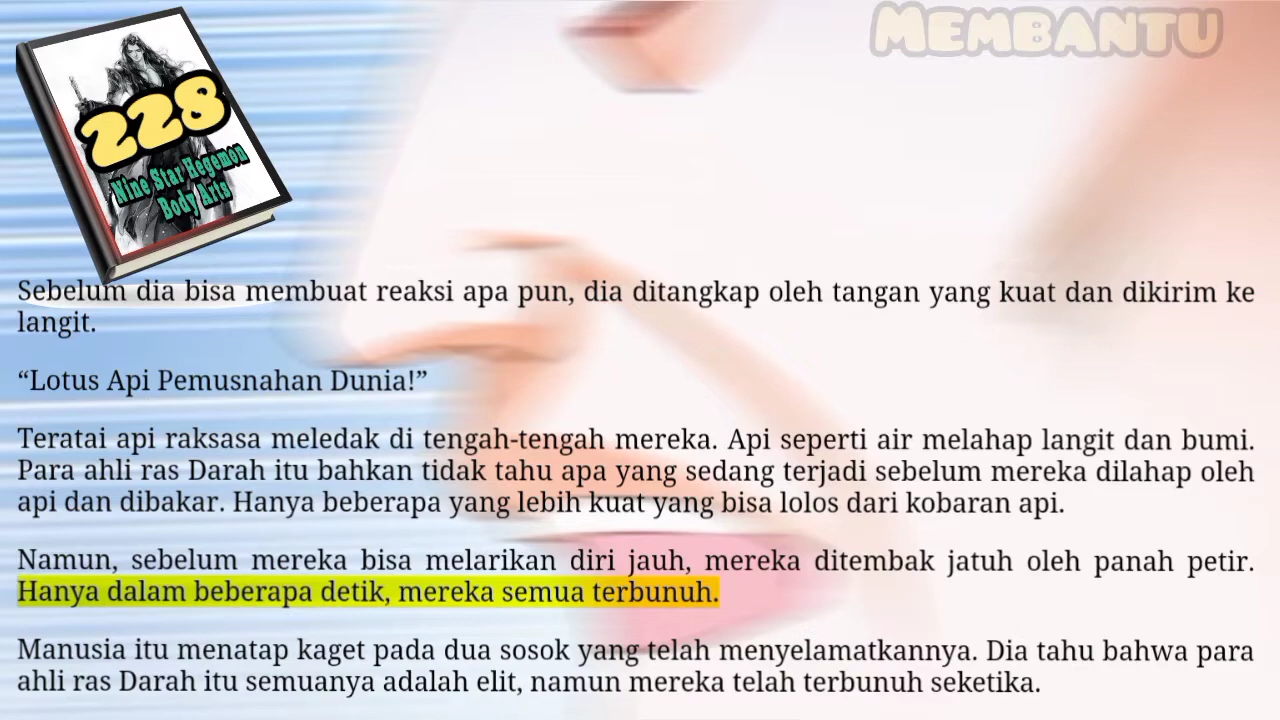 MEMBANTU
228
Nine Star Hegemon
Body Arts
Sebelum dia bisa membuat reaksi apa pun, dia ditangkap oleh tangan yang kuat dan dikirim ke
langit.
“Lotus Api Pemusnahan Dunia!”
Teratai api raksasa meledak di tengah-tengah mereka. Api seperti air melahap langit dan bumi.
Para ahli ras Darah itu bahkan tidak tahu apa yang sedang terjadi sebelum mereka dilahap oleh
api dan dibakar. Hanya beberapa yang lebih kuat yang bisa lolos dari kobaran api.
Namun, sebelum mereka bisa melarikan diri jauh, mereka ditembak jatuh oleh panah petir.
Hanya dalam beberapa detik, mereka semua terbunuh.
Manusia itu menatap kaget pada dua sosok yang telah menyelamatkannya. Dia tahu bahwa para
ahli ras Darah itu semuanya adalah elit, namun mereka telah terbunuh seketika.